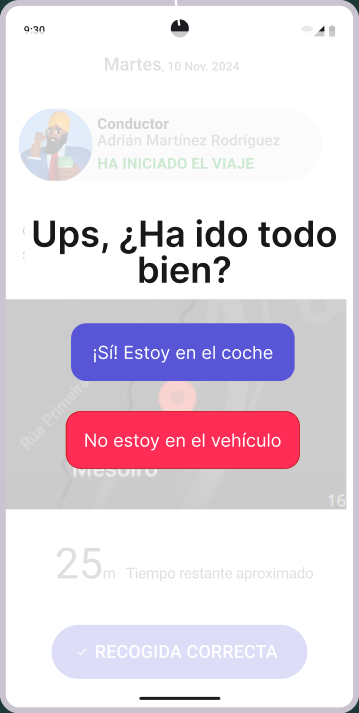 9:30
Martes, 10 Nov. 2024
Conductor
Adrián Martínez Rodríguez
HA INICIADO EL VIAJE
Ups, ¿Ha ido todo
bien?
¡Sí! Estoy en el coche
Rúa Primera
No estoy en el vehículo
Mesoiro
16
25m Tiempo restante aproximado
RECOGIDA CORRECTA